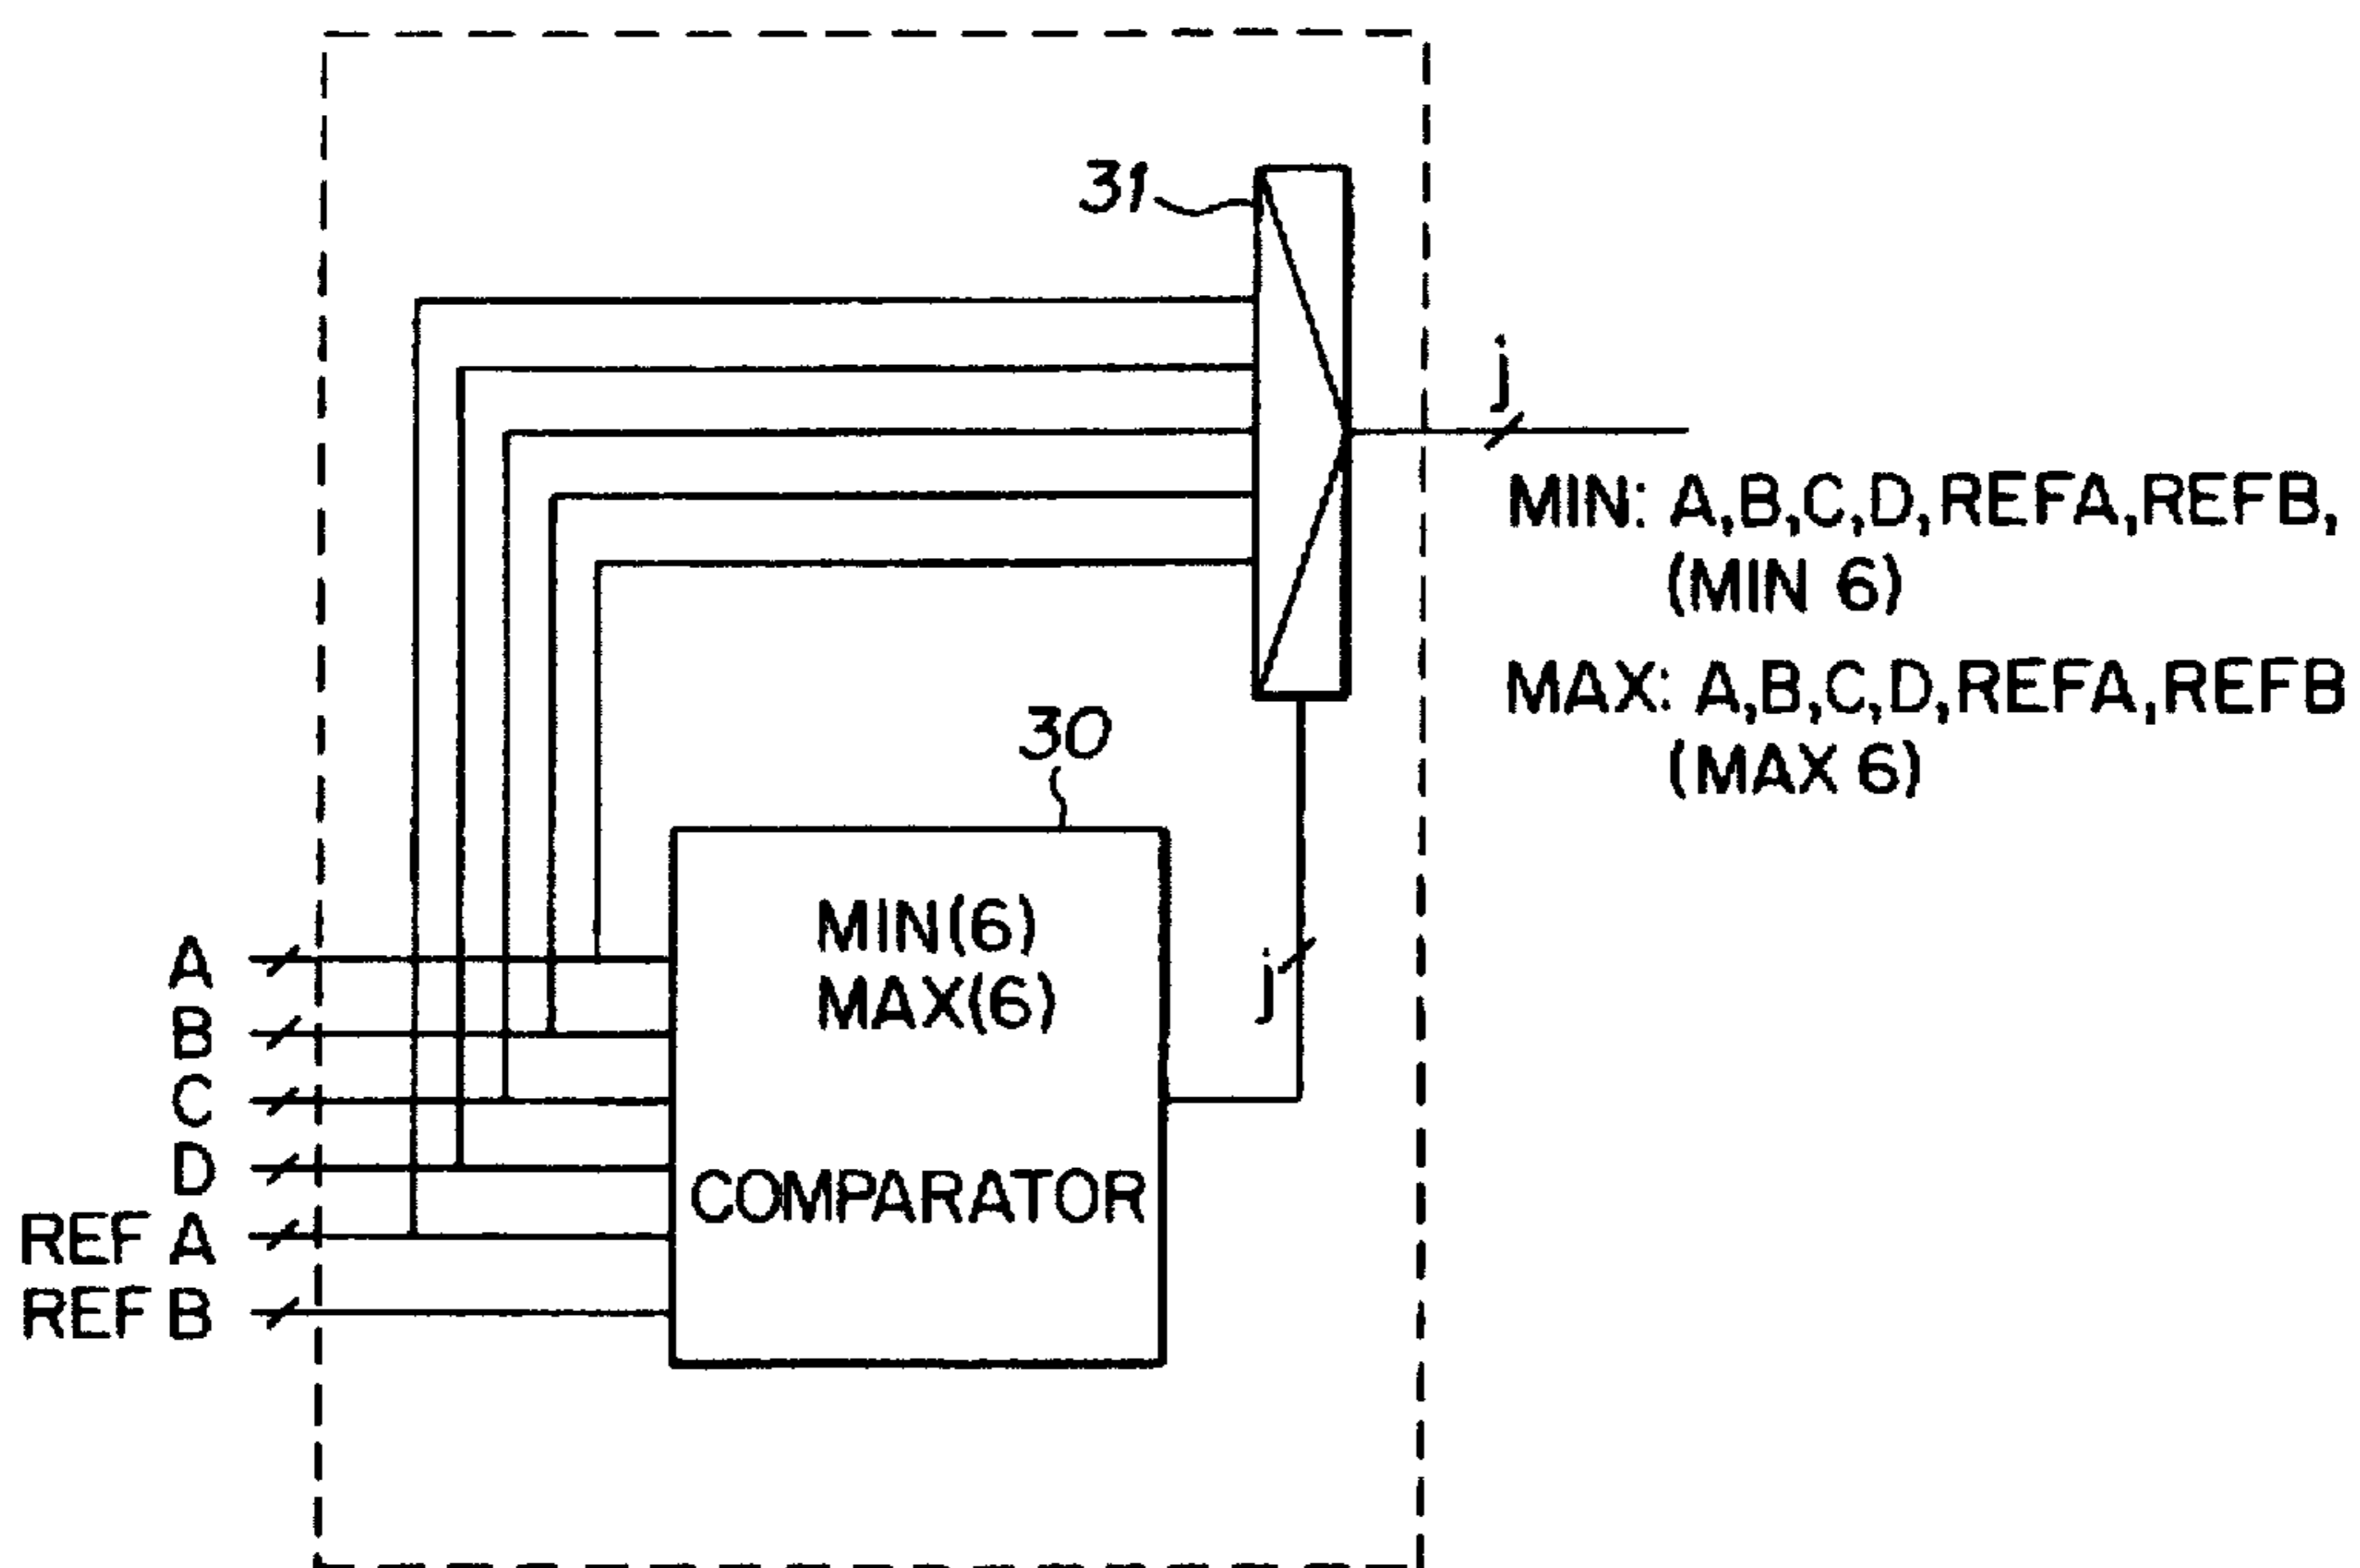 31
j
MIN: A,B,C,D,REFA,REFB,
(MIN 6)
MAX: A,B,C,D,REFA,REFB
(MAX 6)
30
MIN(6)
MAX(6)
COMPARATOR
j
A
B
C
D
REF A
REF B